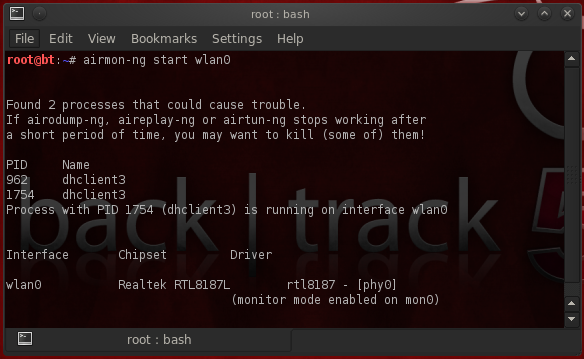 root : bash
File Edit View Bookmarks Settings Help
root@bt:~# airmon-ng start wlan0
Found 2 processes that could cause trouble.
If airodump-ng, aireplay-ng or airtun-ng stops working after
a short period of time, you may want to kill (some of) them!
PID Name
962 dhclient3
1754 dhclient3
Process with PID 1754 (dhclient3) is running on interface wlan0
back | track 5
Interface Chipset Driver
wlan0 Realtek RTL8187L rtl8187 - [phy0]
(monitor mode enabled on mon0)
root : bash